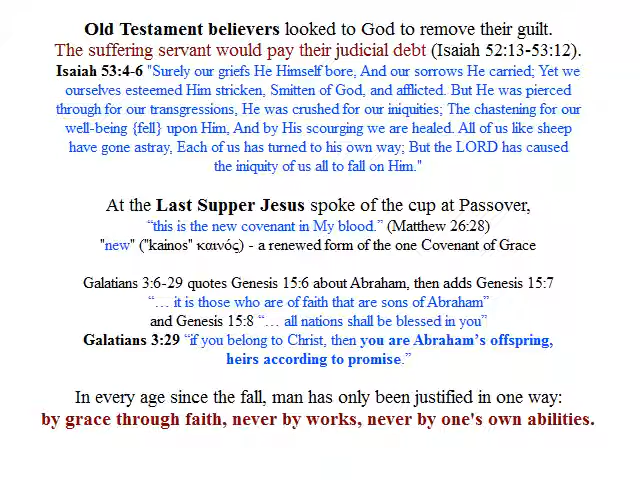 Old Testament believers looked to God to remove their guilt.
The suffering servant would pay their judicial debt (Isaiah 52:13-53:12).
Isaiah 53:4-6 "Surely our griefs He Himself bore, And our sorrows He carried; Yet we
ourselves esteemed Him stricken, Smitten of God, and afflicted. But He was pierced
through for our transgressions, He was crushed for our iniquities; The chastening for our
well-being {fell} upon Him, And by His scourging we are healed. All of us like sheep
have gone astray, Each of us has turned to his own way; But the LORD has caused
the iniquity of us all to fall on Him."
At the Last Supper Jesus spoke of the cup at Passover,
“this is the new covenant in My blood.” (Matthew 26:28)
"new" ("kainos" καινός) - a renewed form of the one Covenant of Grace
Galatians 3:6-29 quotes Genesis 15:6 about Abraham, then adds Genesis 15:7
“… it is those who are of faith that are sons of Abraham”
and Genesis 15:8 “… all nations shall be blessed in you”
Galatians 3:29 “if you belong to Christ, then you are Abraham’s offspring,
heirs according to promise.”
In every age since the fall, man has only been justified in one way:
by grace through faith, never by works, never by one's own abilities.